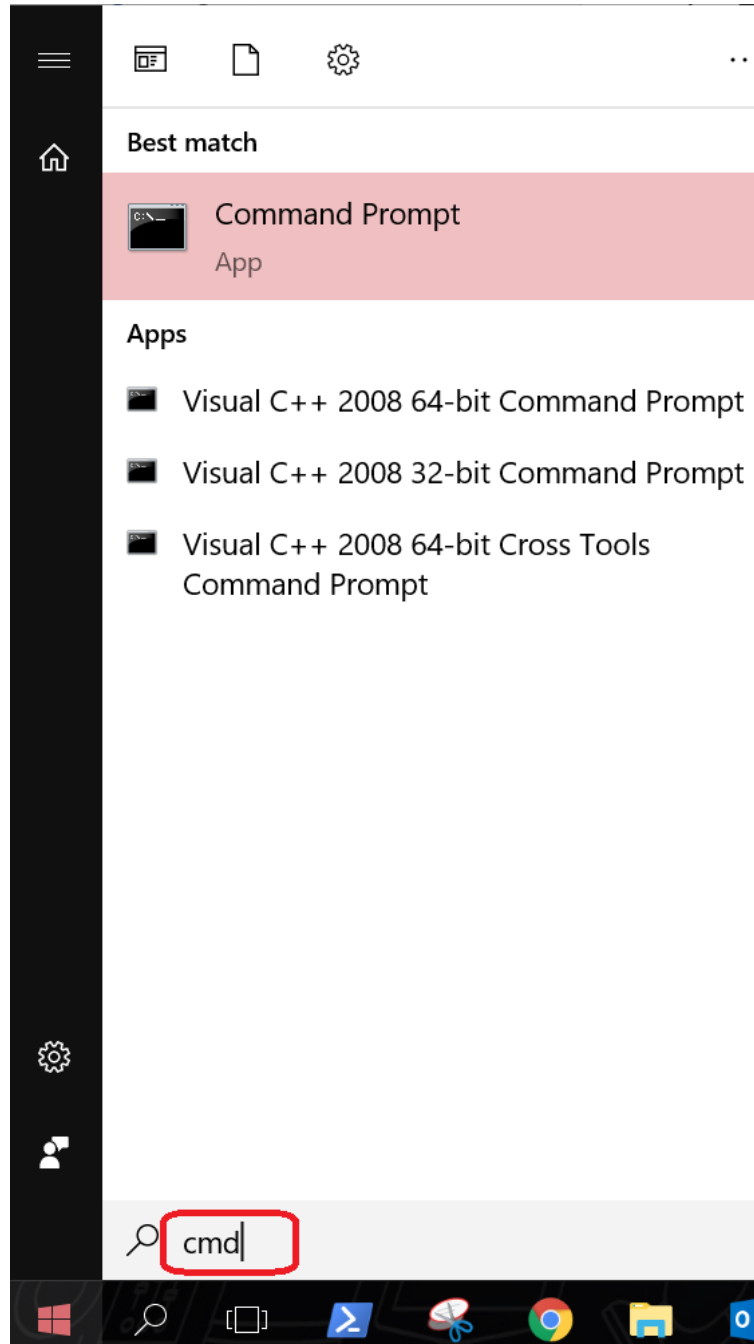 Best match
Command Prompt
App
Apps
Visual C++ 2008 64-bit Command Prompt
Visual C++ 2008 32-bit Command Prompt
Visual C++ 2008 64-bit Cross Tools
Command Prompt
cmd